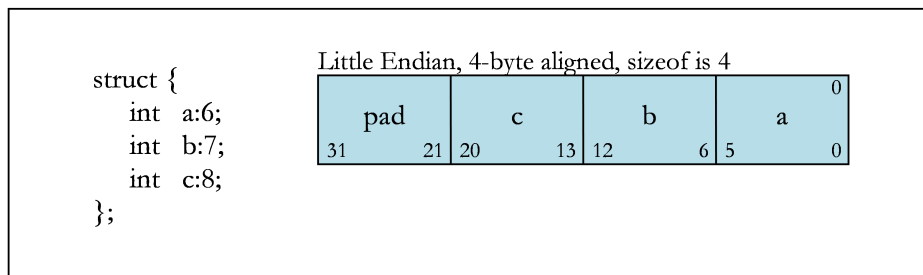 struct {
int a:6;
int b:7;
int c:8;
};
Little Endian, 4-byte aligned, sizeof is 4
0
pad c b a
31 21 20 13 12 6 5 0